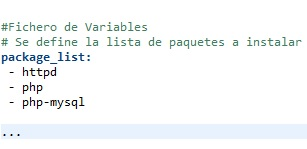 #Fichero de Variables
# Se define la lista de paquetes a instalar
package_list:
- httpd
- php
- php-mysql
...